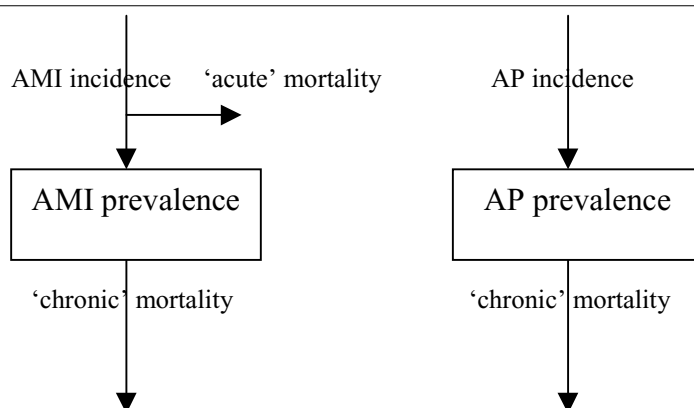 AMI incidence ‘acute’ mortality AP incidence
AMI prevalence AP prevalence
‘chronic’ mortality ‘chronic’ mortality